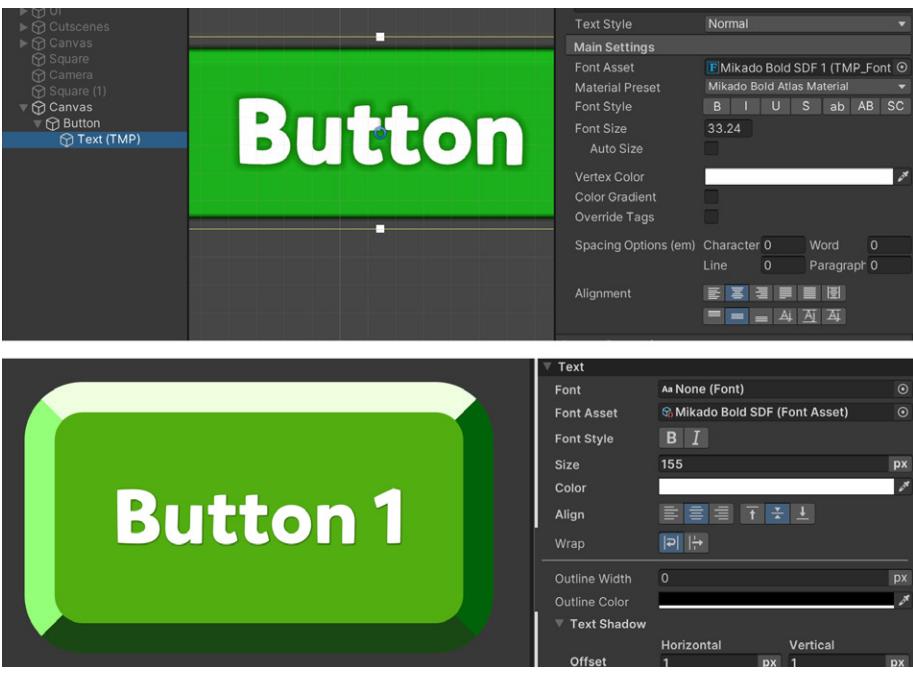 UI
Cutscenes
Canvas
Square
Camera
Square (1)
Canvas
Button
Text (TMP)
Button
Text Style Normal
Main Settings
Font Asset F Mikado Bold SDF 1 (TMP_Font
Material Preset Mikado Bold Atlas Material
Font Style B I U S ab AB SC
Font Size 33.24
Auto Size
Vertex Color
Color Gradient
Override Tags
Spacing Options (em) Character 0 Word 0
Line 0 Paragraph 0
Alignment
Button 1
Text
Font Aa None (Font)
Font Asset Mikado Bold SDF (Font Asset)
Font Style B I
Size 155 px
Color
Align
Wrap
Outline Width 0 px
Outline Color
Text Shadow
Horizontal Vertical
Offset 1 px 1 px